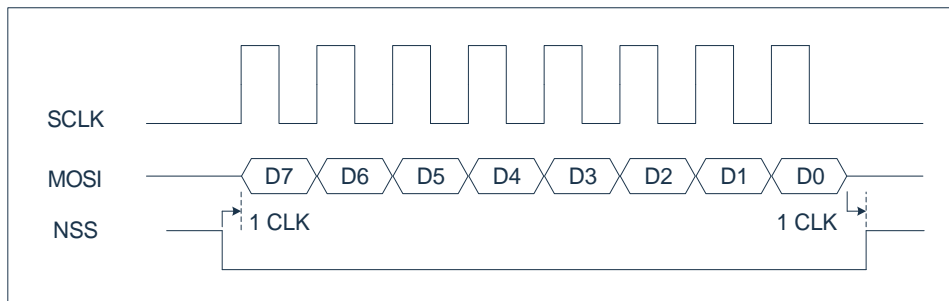 SCLK
MOSI D7 D6 D5 D4 D3 D2 D1 D0
1 CLK 1 CLK
NSS